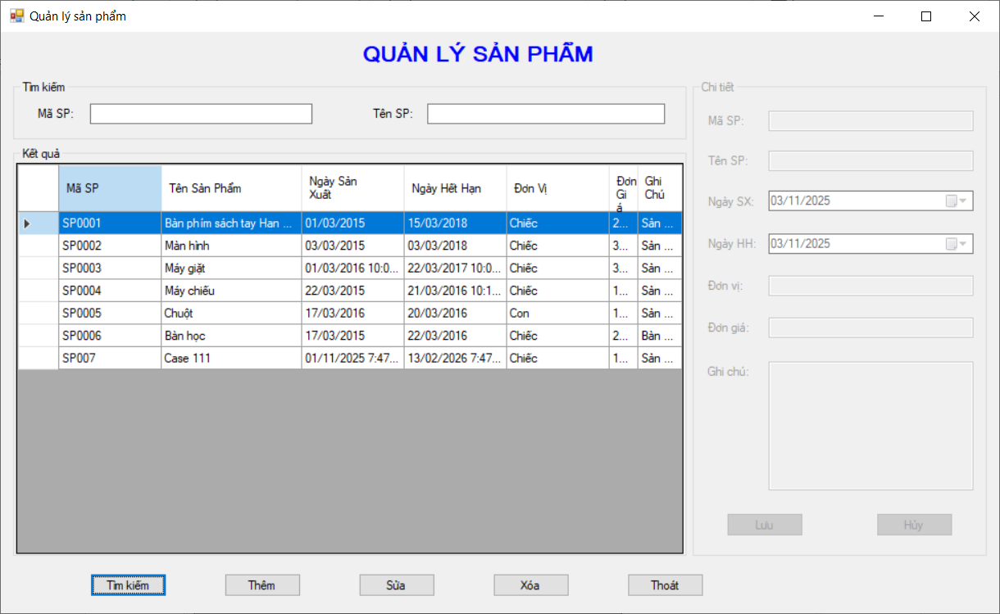 Quản lý sản phẩm
QUẢN LÝ SẢN PHẨM
Tìm kiếm
Mã SP:
Tên SP:
Kết quả
Mã SP Tên Sản Phẩm Ngày Sản Xuất Ngày Hết Hạn Đơn Vị Đơn Giá Ghi Chú
SP0001 Bàn phím sách tay Han ... 01/03/2015 15/03/2018 Chiếc 2... Sản ...
SP0002 Màn hình 03/03/2015 03/03/2018 Chiếc 3... Sản ...
SP0003 Máy giặt 01/03/2016 10:0... 22/03/2017 10:0... Chiếc 3... Sản ...
SP0004 Máy chiếu 22/03/2015 21/03/2016 10:1... Chiếc 1... Sản ...
SP0005 Chuột 17/03/2016 20/03/2016 Con 1... Sản ...
SP0006 Bàn học 17/03/2015 22/03/2016 Chiếc 2... Bàn ...
SP007 Case 111 01/11/2025 7:47... 13/02/2026 7:47... Chiếc 1... Sản ...
Chi tiết
Mã SP:
Tên SP:
Ngày SX: 03/11/2025
Ngày HH: 03/11/2025
Đơn vị:
Đơn giá:
Ghi chú:
Lưu
Hủy
Tìm kiếm
Thêm
Sửa
Xóa
Thoát